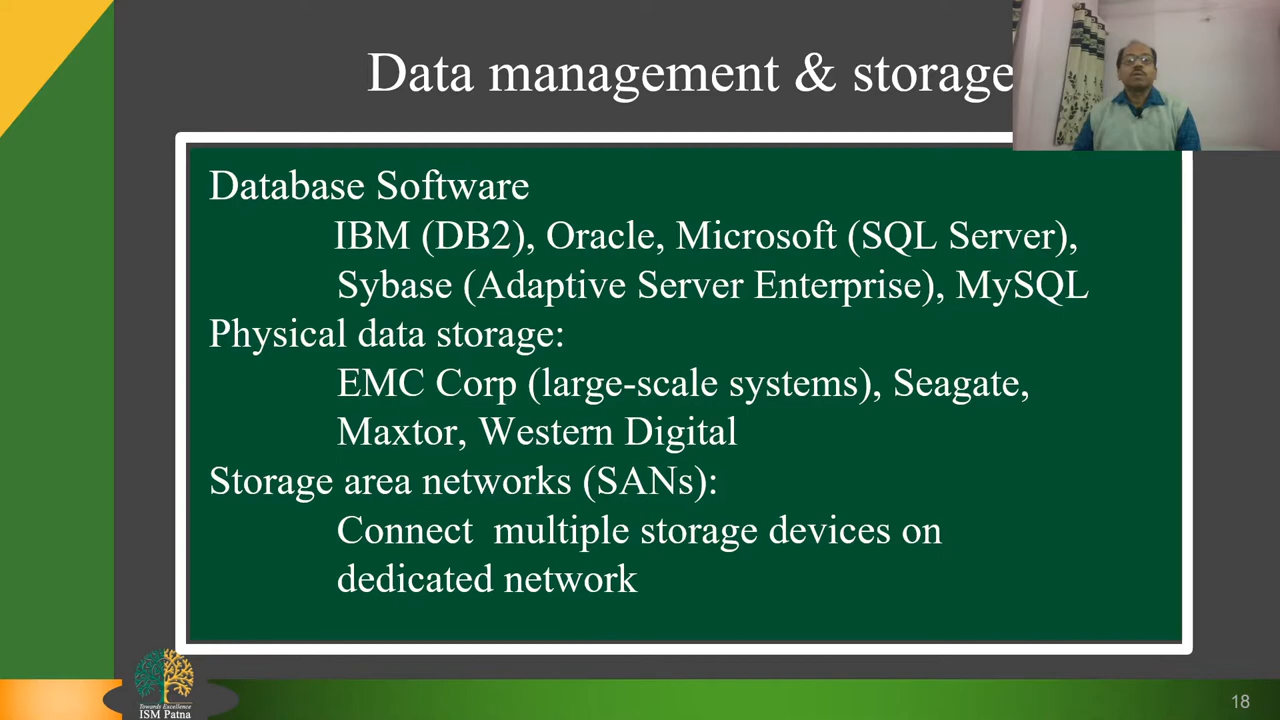 Data management & storage
Database Software
IBM (DB2), Oracle, Microsoft (SQL Server),
Sybase (Adaptive Server Enterprise), MySQL
Physical data storage:
EMC Corp (large-scale systems), Seagate,
Maxtor, Western Digital
Storage area networks (SANs):
Connect multiple storage devices on
dedicated network
Towards Excellence
ISM Patna
18